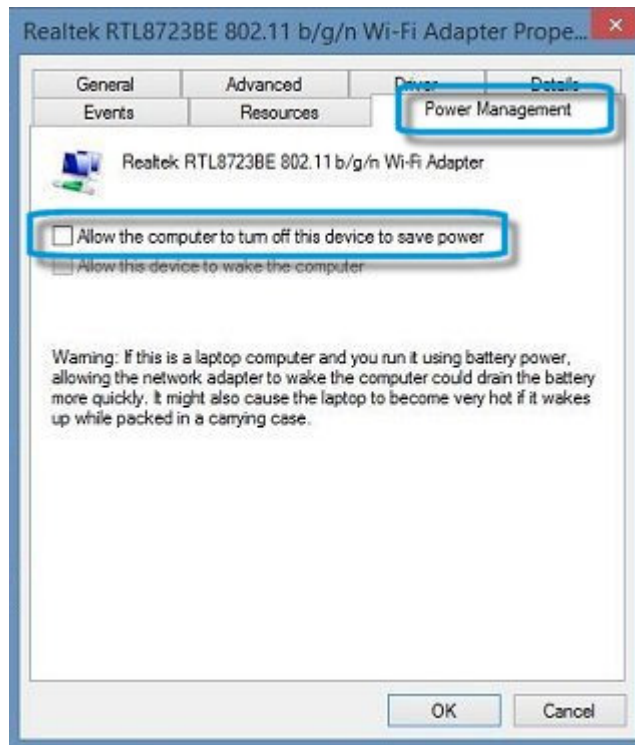 Realtek RTL8723BE 802.11 b/g/n Wi-Fi Adapter Prope...
General Advanced Driver Details
Events Resources Power Management
Realtek RTL8723BE 802.11 b/g/n Wi-Fi Adapter
Allow the computer to turn off this device to save power
Allow this device to wake the computer
Warning: If this is a laptop computer and you run it using battery power,
allowing the network adapter to wake the computer could drain the battery
more quickly. It might also cause the laptop to become very hot if it wakes
up while packed in a carrying case.
OK Cancel